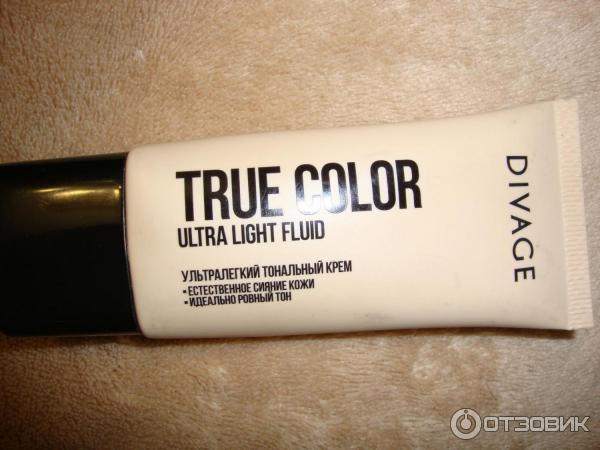 TRUE COLOR
ULTRA LIGHT FLUID
УЛЬТРАЛЕГКИЙ ТОНАЛЬНЫЙ КРЕМ
▪ ЕСТЕСТВЕННОЕ СИЯНИЕ КОЖИ
▪ ИДЕАЛЬНО РОВНЫЙ ТОН
DIVAGE
ОТЗОВИК